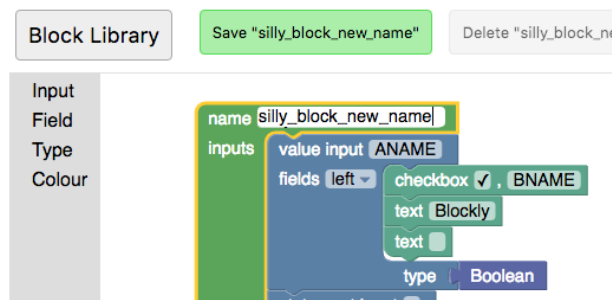 Block Library
Save "silly_block_new_name"
Delete "silly_block_ne
Input
Field
Type
Colour
name silly_block_new_name
inputs
value input ANAME
fields left
checkbox ✓ , BNAME
text Blockly
text
type Boolean